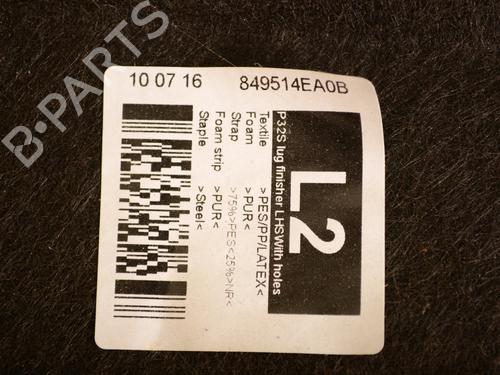 B-PARTS
10 07 16 849514EA0B
L2
P32S lug finisher LHSWith holes
Textile >PES/PP/LATEX<
Foam >PUR<
Strap >75%>PES<25%>NR<
Foam strip >PUR<
Staple >Steel<